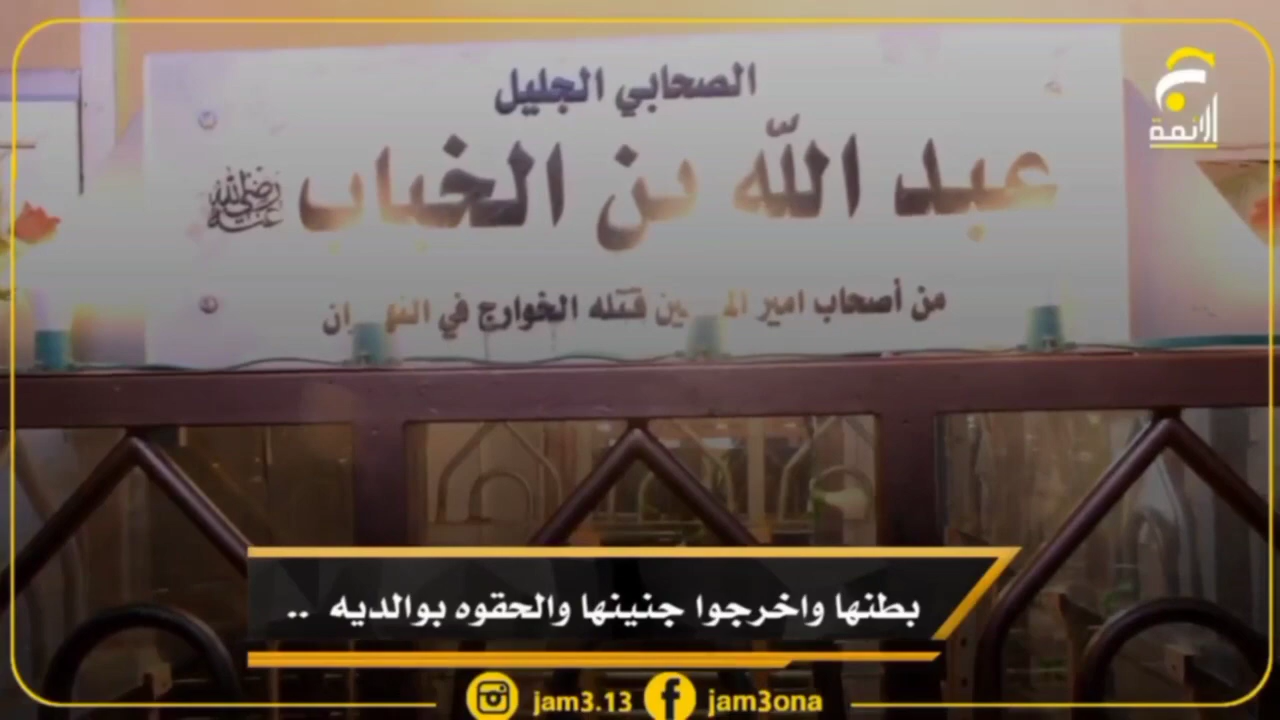 الصحابي الجليل
عبد الله بن الخباب رضي الله عنه
من أصحاب امير قتله الخوارج في
بطنها واخرجوا جنينها والحقوه بوالديه ..
jam3.13 jam3ona